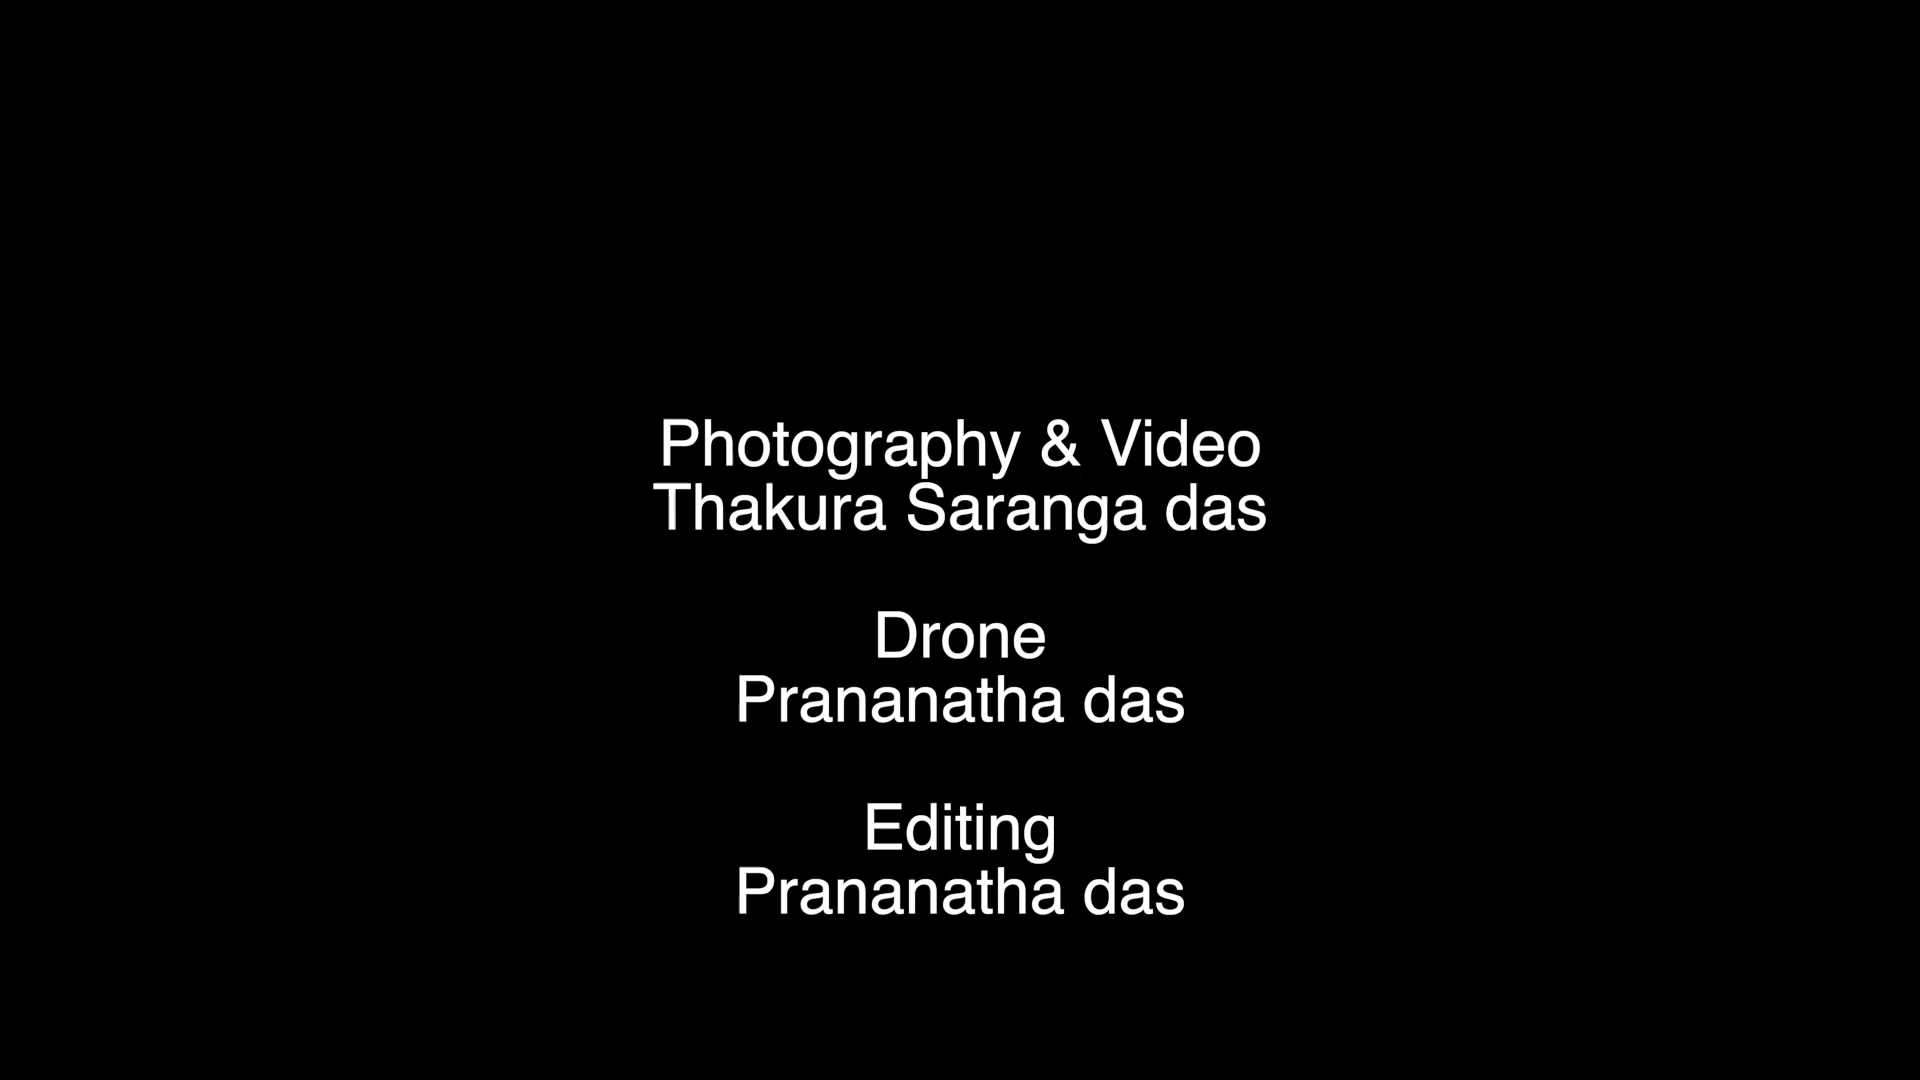 Photography & Video
Thakura Saranga das
Drone
Prananatha das
Editing
Prananatha das